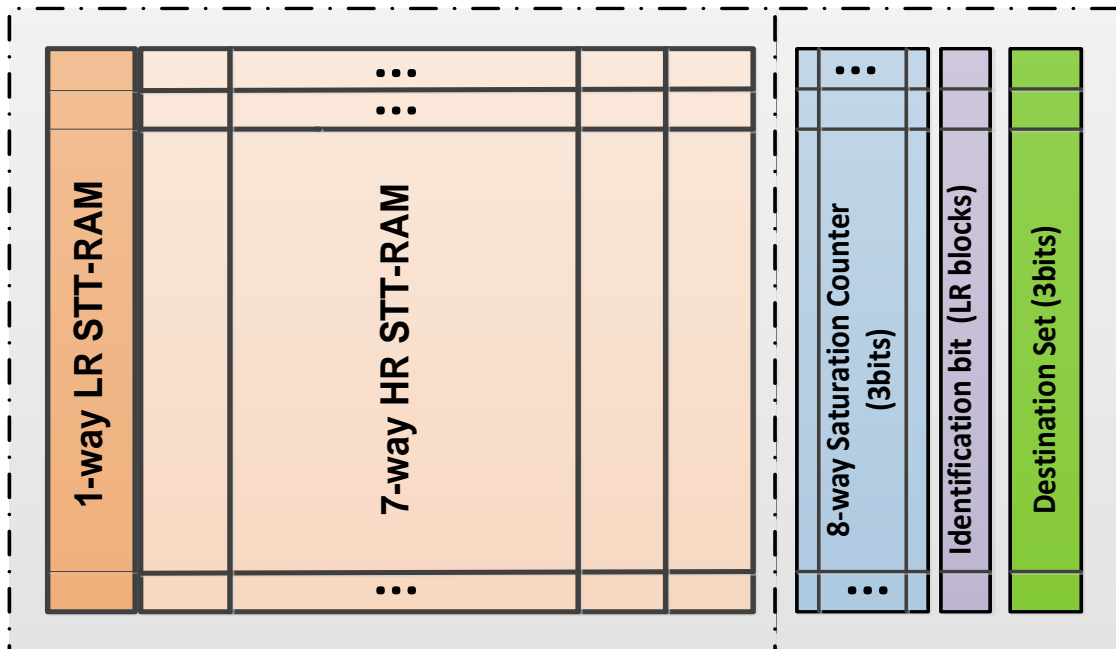 ...
...
...
1-way LR STT-RAM
7-way HR STT-RAM
...
...
8-way Saturation Counter
(3bits)
Identification bit (LR blocks)
Destination Set (3bits)